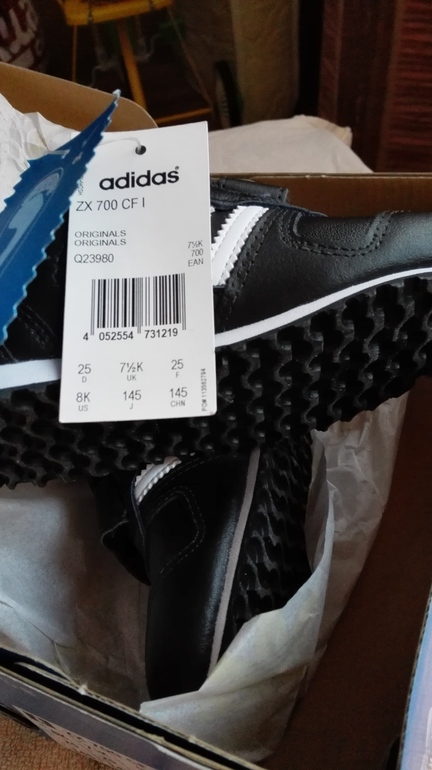 adidas
ZX 700 CF I
ORIGINALS
ORIGINALS
Q23980
7½K
700
EAN
4 052554 731219
25 7½K 25
D UK F
8K 145 145
US J CHN